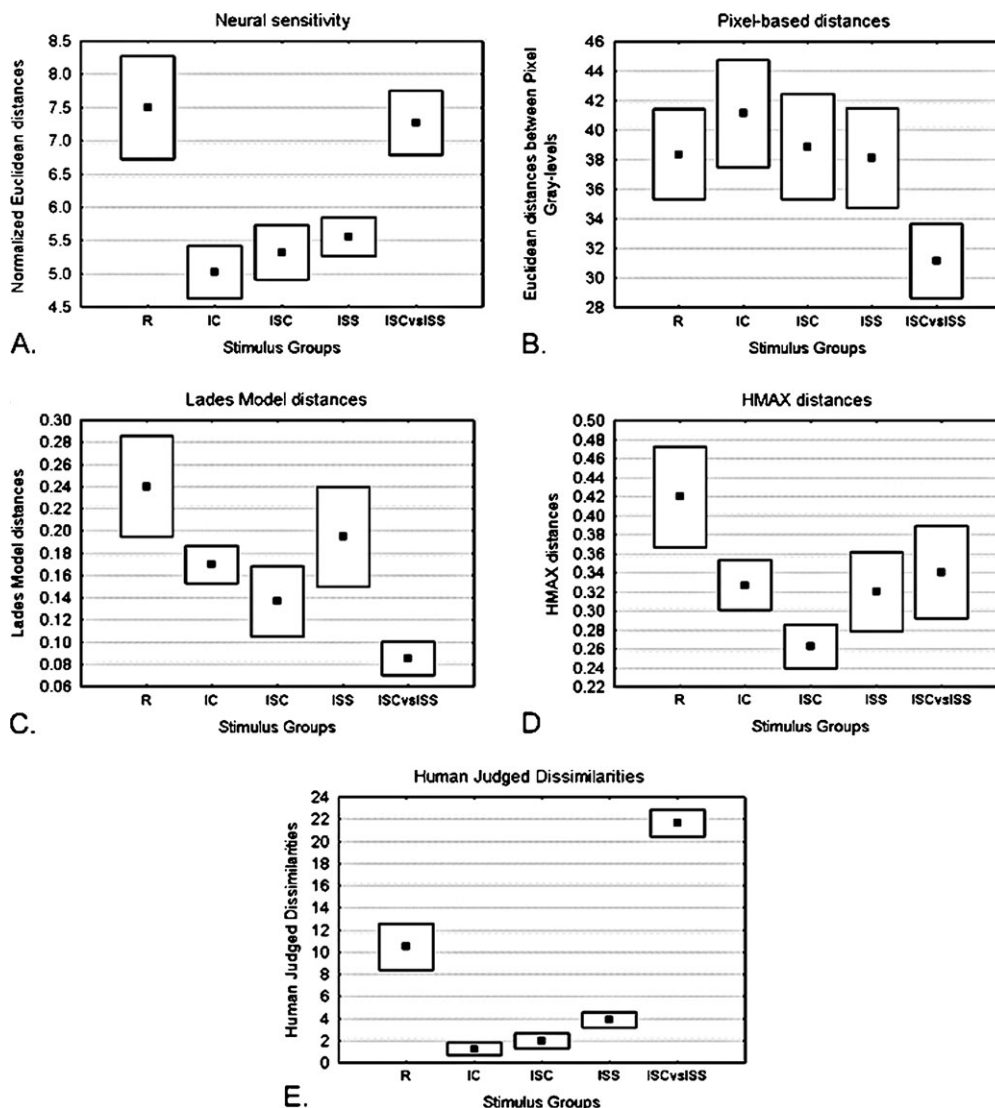 Neural sensitivity
Normalized Euclidean distances
8.5
8.0
7.5
7.0
6.5
6.0
5.5
5.0
4.5
R IC ISC ISS ISCvsISS
Stimulus Groups
A.
Pixel-based distances
Euclidean distances between Pixel
Gray-levels
46
44
42
40
38
36
34
32
30
28
R IC ISC ISS ISCvsISS
Stimulus Groups
B.
Lades Model distances
Lades Model distances
0.30
0.28
0.26
0.24
0.22
0.20
0.18
0.16
0.14
0.12
0.10
0.08
0.06
R IC ISC ISS ISCvsISS
Stimulus Groups
C.
HMAX distances
HMAX distances
0.50
0.48
0.46
0.44
0.42
0.40
0.38
0.36
0.34
0.32
0.30
0.28
0.26
0.24
0.22
R IC ISC ISS ISCvsISS
Stimulus Groups
D.
Human Judged Dissimilarities
Human Judged Dissimilarities
24
22
20
18
16
14
12
10
8
6
4
2
0
R IC ISC ISS ISCvsISS
Stimulus Groups
E.